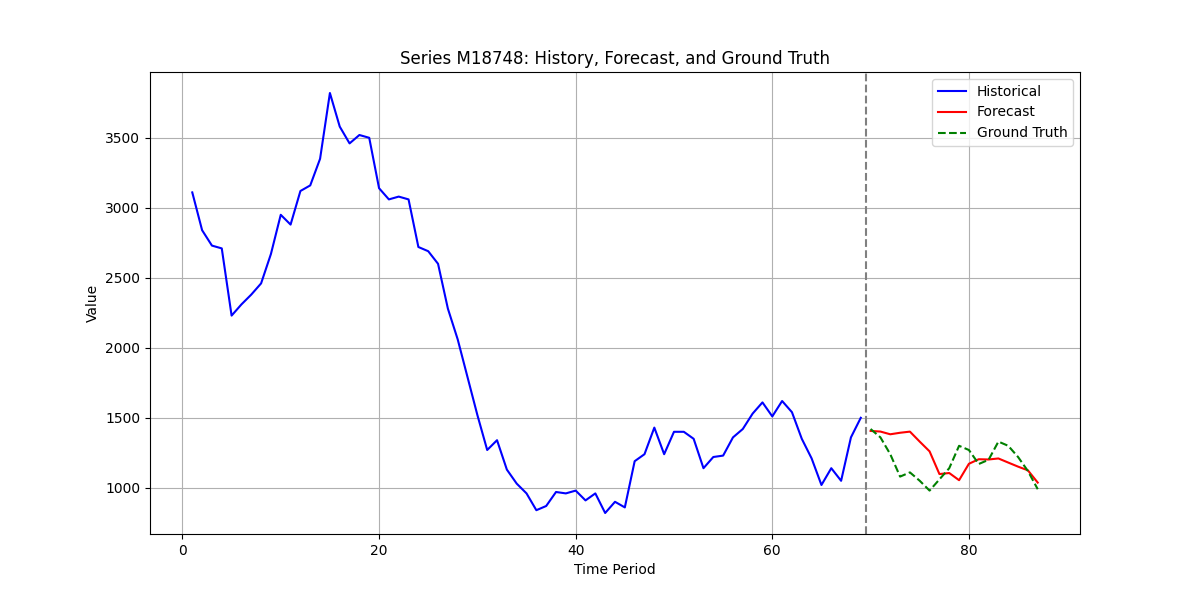 Series M18748: History, Forecast, and Ground Truth
Historical
Forecast
Ground Truth
Value
3500
3000
2500
2000
1500
1000
0
20
40
60
80
Time Period